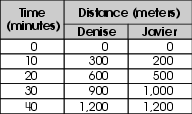 Time (minutes) Distance (meters)
Denise Javier
0 0 0
10 300 200
20 600 500
30 900 1,000
40 1,200 1,200